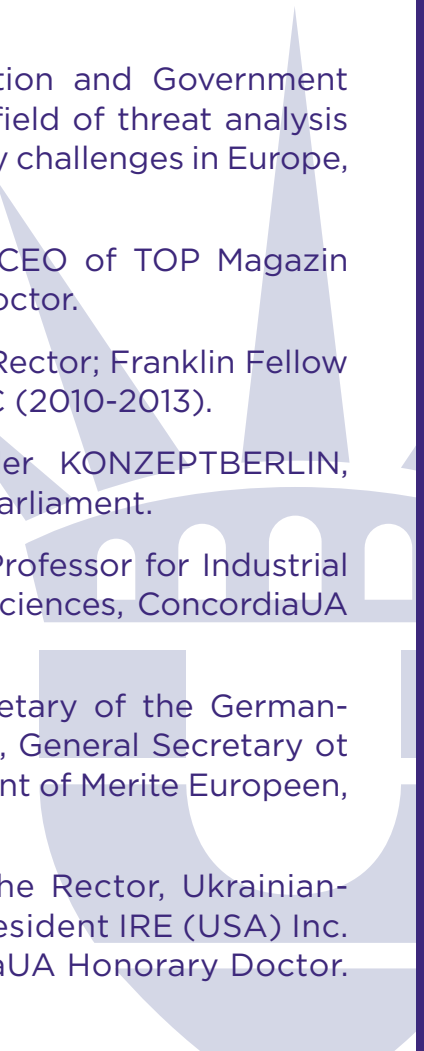 tion and Government
field of threat analysis
y challenges in Europe,
CEO of TOP Magazin
octor.
Rector; Franklin Fellow
C (2010-2013).
er KONZEPTBERLIN,
arliament.
Professor for Industrial
ciences, ConcordiaUA
etary of the German-
, General Secretary ot
nt of Merite Europeen,
he Rector, Ukrainian-
esident IRE (USA) Inc.
aUA Honorary Doctor.